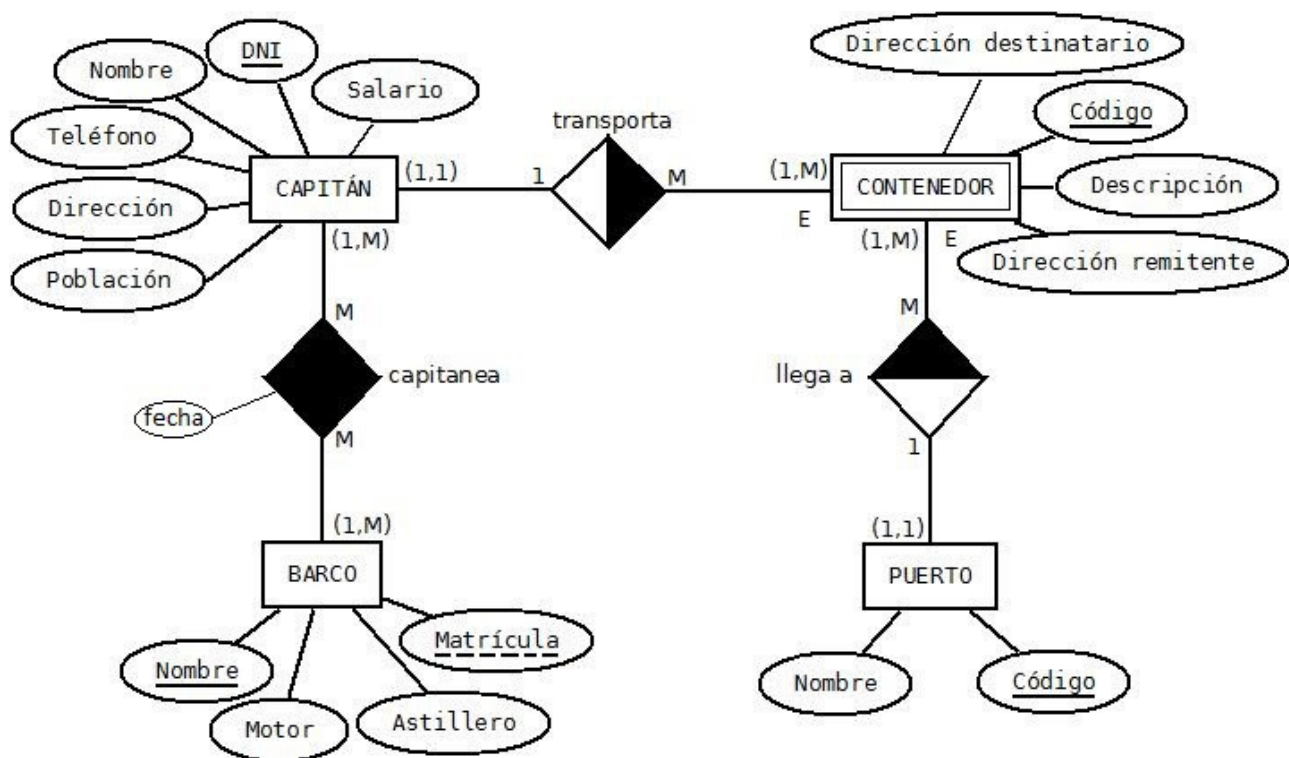 Dirección destinatario
DNI
Nombre
Salario
Código
transporta
Teléfono
(1,1)
1
M
(1,M)
CAPITÁN
CONTENEDOR
Descripción
Dirección
E
(1,M)
(1,M)
E
Dirección remitente
Población
M
M
capitanea
llega a
fecha
M
1
(1,M)
(1,1)
BARCO
PUERTO
Matrícula
Nombre
Nombre
Código
Motor
Astillero